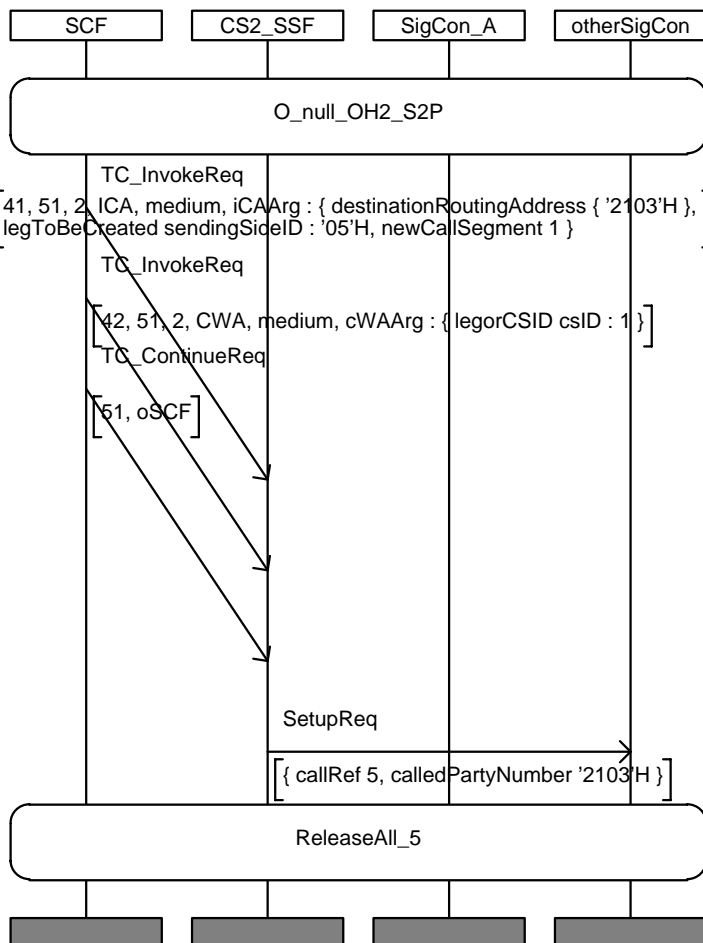 SCF
CS2_SSF
SigCon_A
otherSigCon
O_null_OH2_S2P
TC_InvokeReq
41, 51, 2, ICA, medium, iCAArg : { destinationRoutingAddress { '2103'H },
legToBeCreated sendingSideID : '05'H, newCallSegment 1 }
TC_InvokeReq
42, 51, 2, CWA, medium, cWAArg : { legorCSID csID : 1 }
TC_ContinueReq
51, oSCF
SetupReq
{ callRef 5, calledPartyNumber '2103'H }
ReleaseAll_5